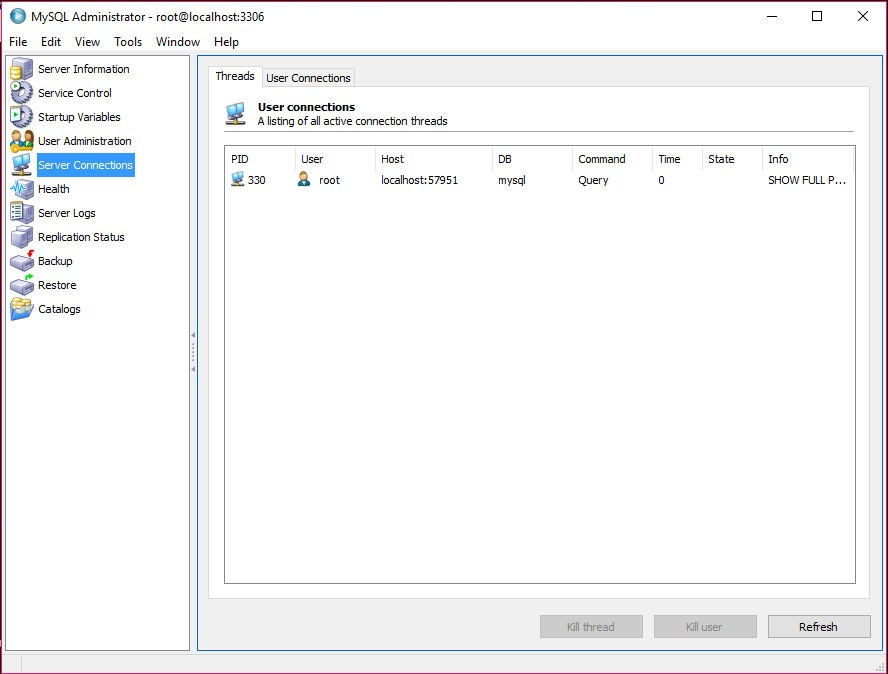 MySQL Administrator - root@localhost:3306
File Edit View Tools Window Help
Server Information
Service Control
Startup Variables
User Administration
Server Connections
Health
Server Logs
Replication Status
Backup
Restore
Catalogs
Threads User Connections
User connections
A listing of all active connection threads
PID User Host DB Command Time State Info
330 root localhost:57951 mysql Query 0 SHOW FULL P...
Kill thread Kill user Refresh